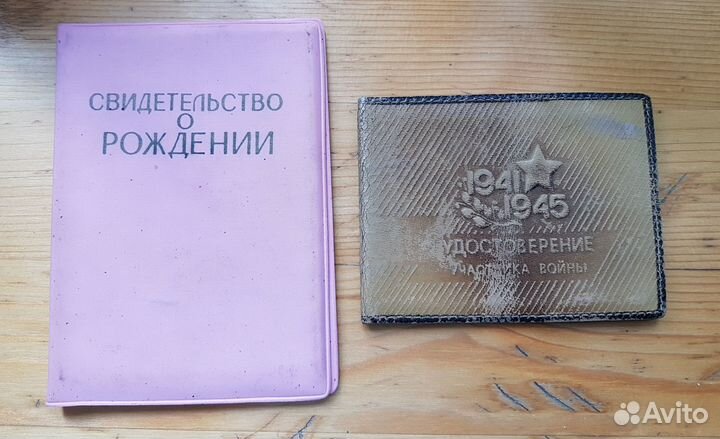 СВИДЕТЕЛЬСТВО
О
РОЖДЕНИИ
1941
1945
УДОСТОВЕРЕНИЕ
УЧАСТНИКА ВОЙНЫ
Avito